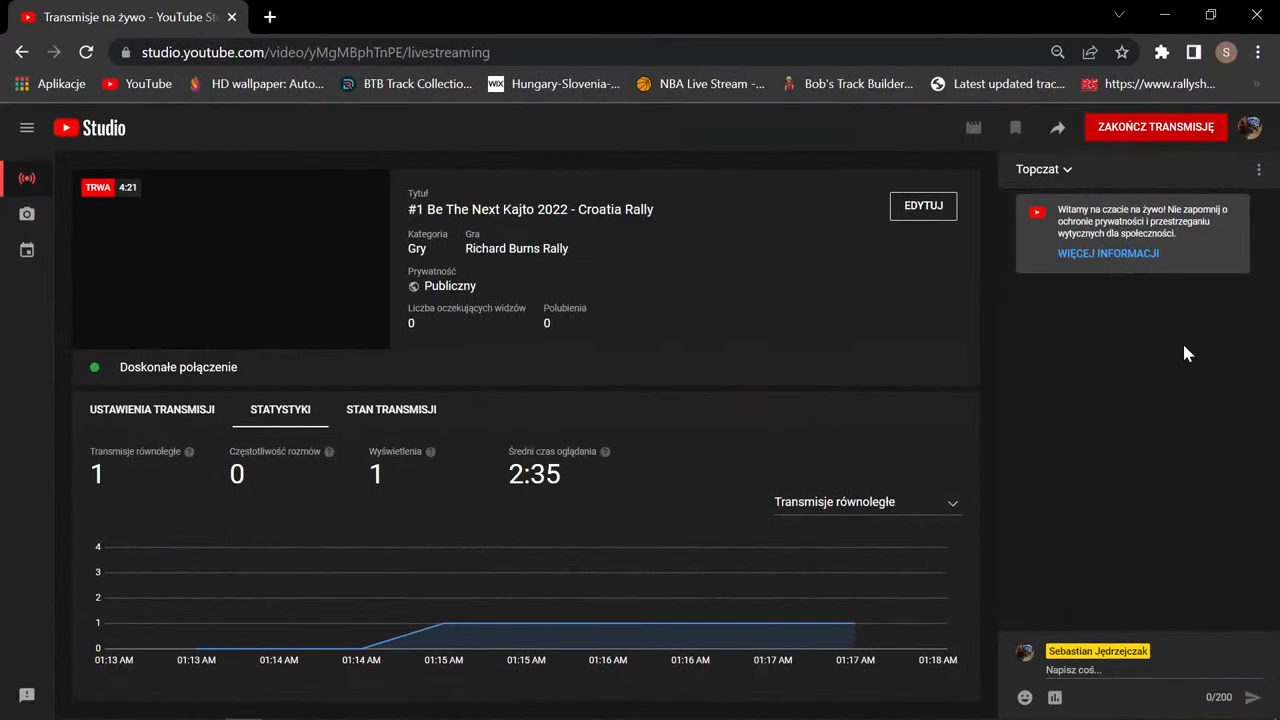 Transmisje na żywo - YouTube St
studio.youtube.com/video/yMgMBphTnPE/livestreaming
S
Aplikacje
YouTube
HD wallpaper: Auto...
BTB Track Collectio...
WIX
Hungary-Slovenia-...
NBA Live Stream -...
Bob's Track Builder...
Latest updated trac...
https://www.rallysh...
Studio
ZAKOŃCZ TRANSMISJĘ
TRWA 4:21
Tytuł
#1 Be The Next Kajto 2022 - Croatia Rally
EDYTUJ
Kategoria Gra
Gry Richard Burns Rally
Prywatność
Publiczny
Liczba oczekujących widzów Polubienia
0 0
Doskonałe połączenie
USTAWIENIA TRANSMISJI STATYSTYKI STAN TRANSMISJI
Transmisje równoległe Częstotliwość rozmów Wyświetlenia Średni czas oglądania
1 0 1 2:35
Transmisje równoległe
4
3
2
1
0
01:13 AM 01:13 AM 01:14 AM 01:14 AM 01:15 AM 01:15 AM 01:16 AM 01:16 AM 01:17 AM 01:17 AM 01:18 AM
Topczat
Witamy na czacie na żywo! Nie zapomnij o
ochronie prywatności i przestrzeganiu
wytycznych dla społeczności.
WIĘCEJ INFORMACJI
Sebastian Jędrzejczak
Napisz coś...
0/200